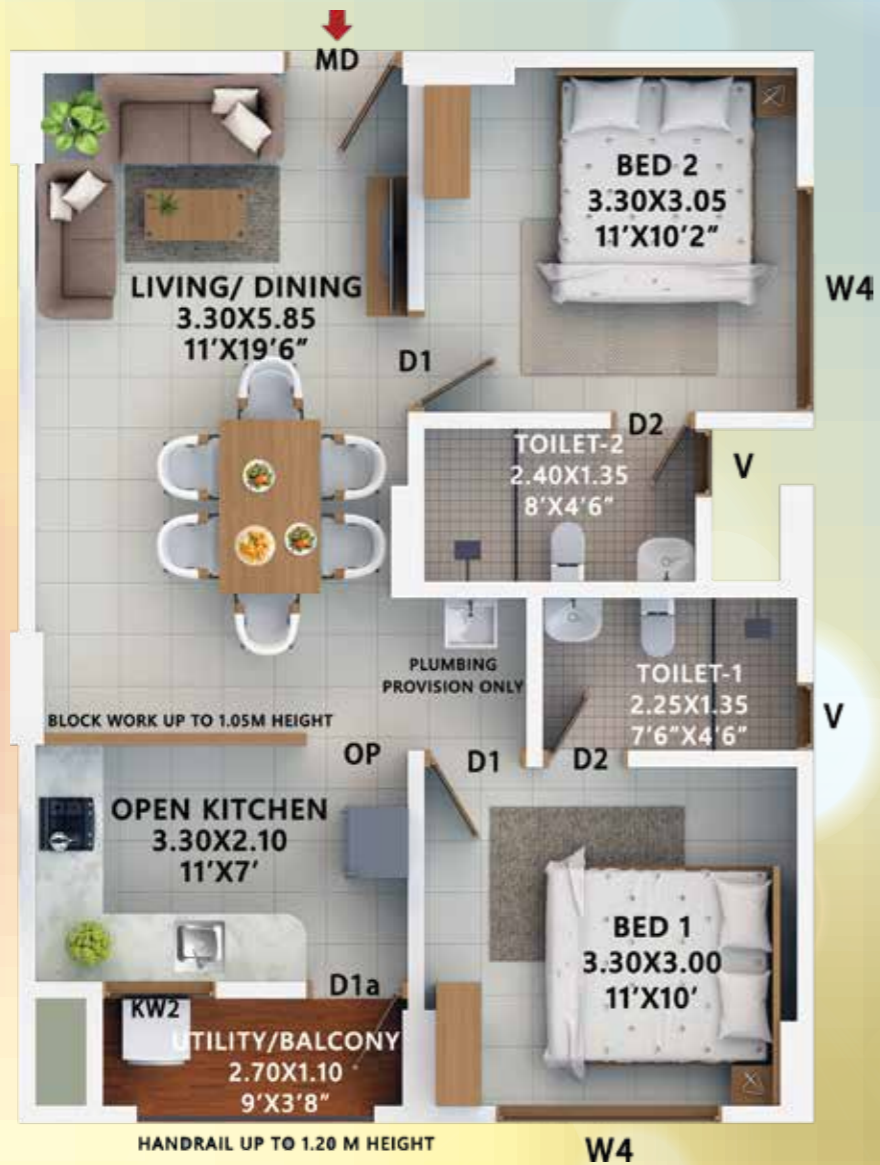 MD
BED 2
3.30X3.05
11'X10'2"
W4
LIVING/ DINING
3.30X5.85
11'X19'6"
D1
D2
TOILET-2
2.40X1.35
8'X4'6"
V
PLUMBING
PROVISION ONLY
TOILET-1
2.25X1.35
7'6"X4'6"
V
BLOCK WORK UP TO 1.05M HEIGHT
OP
D1
D2
OPEN KITCHEN
3.30X2.10
11'X7'
BED 1
3.30X3.00
11'X10'
D1a
KW2
UTILITY/BALCONY
2.70X1.10
9'X3'8"
HANDRAIL UP TO 1.20 M HEIGHT
W4